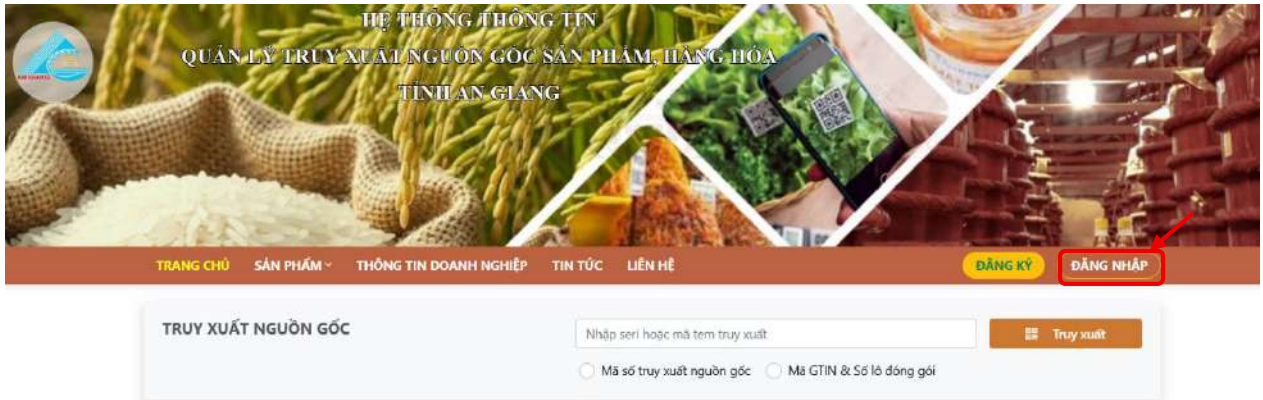 HỆ THỐNG THÔNG TIN
QUẢN LÝ TRUY XUẤT NGUỒN GỐC SẢN PHẨM, HÀNG HÓA
TỈNH AN GIANG
TRANG CHỦ SẢN PHẨM THÔNG TIN DOANH NGHIỆP TIN TỨC LIÊN HỆ ĐĂNG KÝ ĐĂNG NHẬP
TRUY XUẤT NGUỒN GỐC
Nhập seri hoặc mã tem truy xuất
Truy xuất
Mã số truy xuất nguồn gốc Mã GTIN & Số lô đóng gói